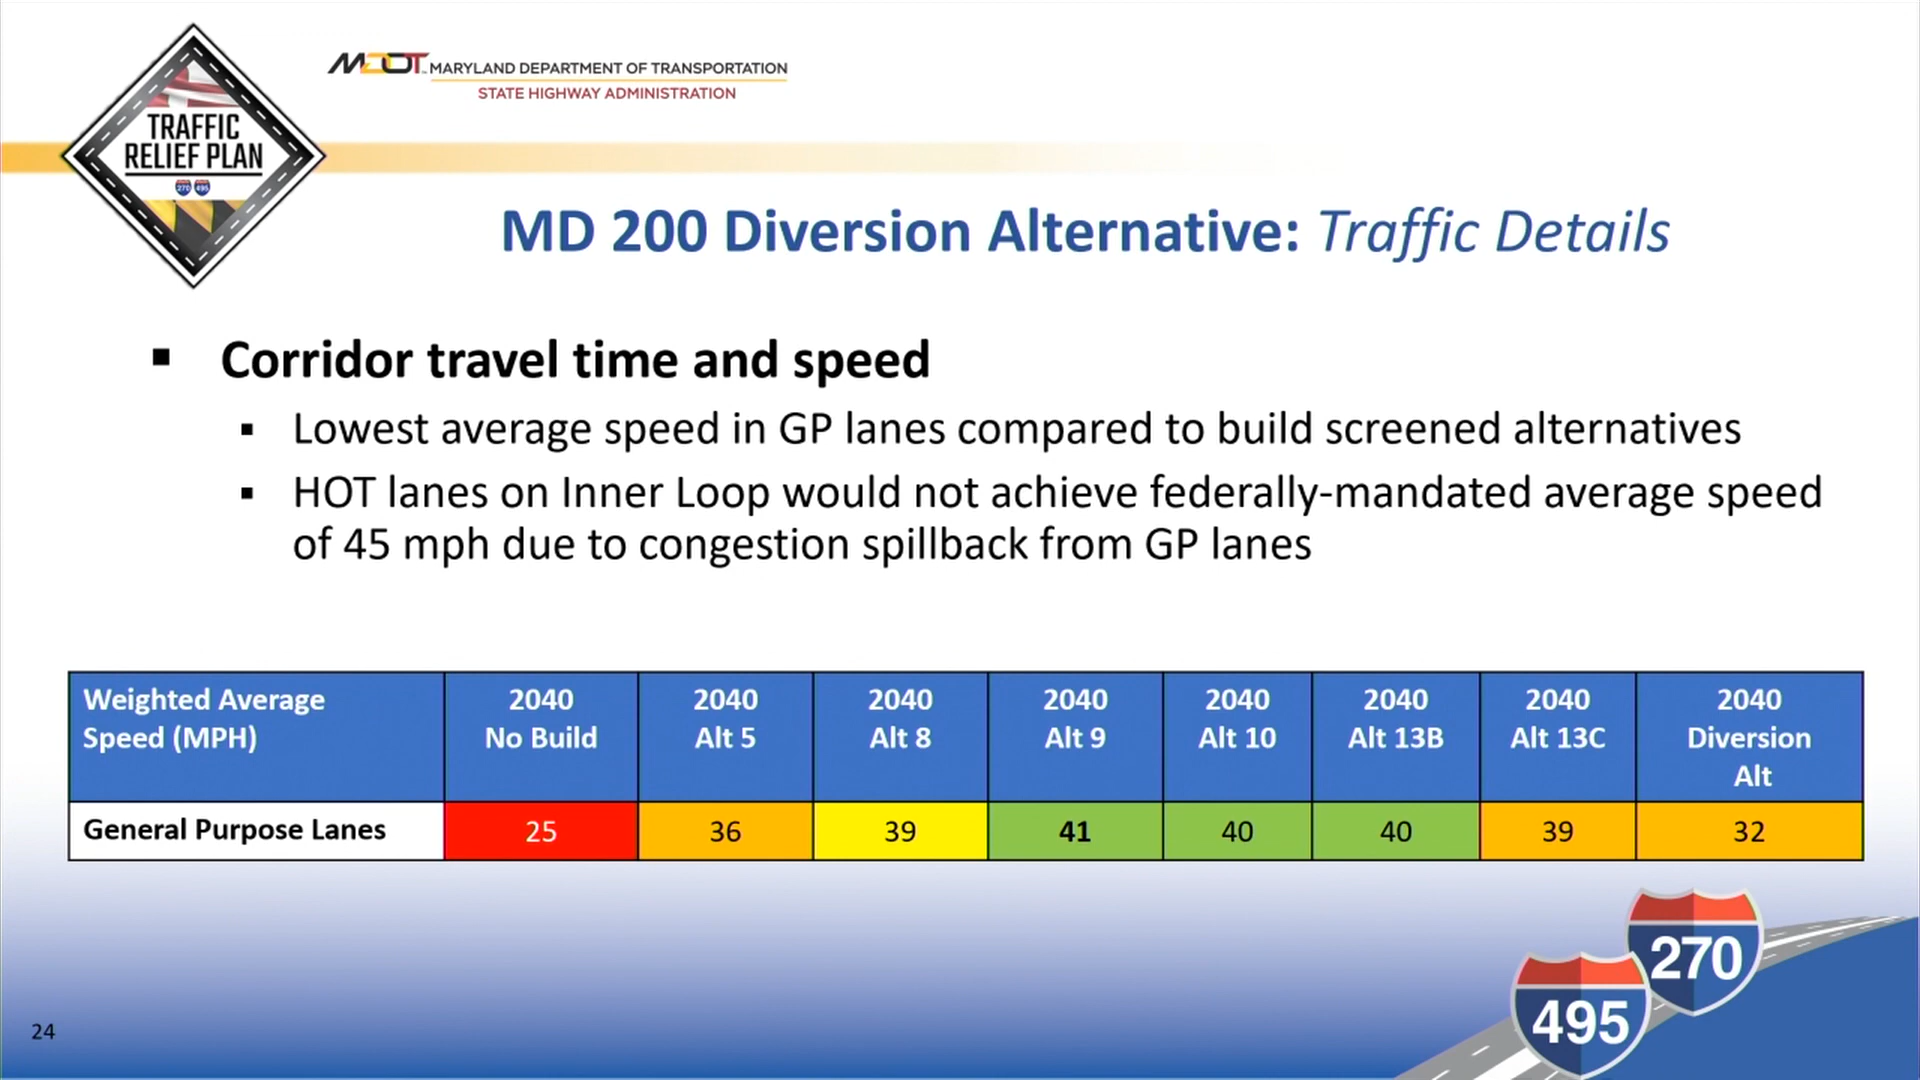 MDOT MARYLAND DEPARTMENT OF TRANSPORTATION
STATE HIGHWAY ADMINISTRATION
TRAFFIC
RELIEF PLAN
270 495
MD 200 Diversion Alternative: Traffic Details
▪ Corridor travel time and speed
▪ Lowest average speed in GP lanes compared to build screened alternatives
▪ HOT lanes on Inner Loop would not achieve federally-mandated average speed
of 45 mph due to congestion spillback from GP lanes
Weighted Average Speed (MPH) 2040 No Build 2040 Alt 5 2040 Alt 8 2040 Alt 9 2040 Alt 10 2040 Alt 13B 2040 Alt 13C 2040 Diversion Alt
General Purpose Lanes 25 36 39 41 40 40 39 32
270
495
24